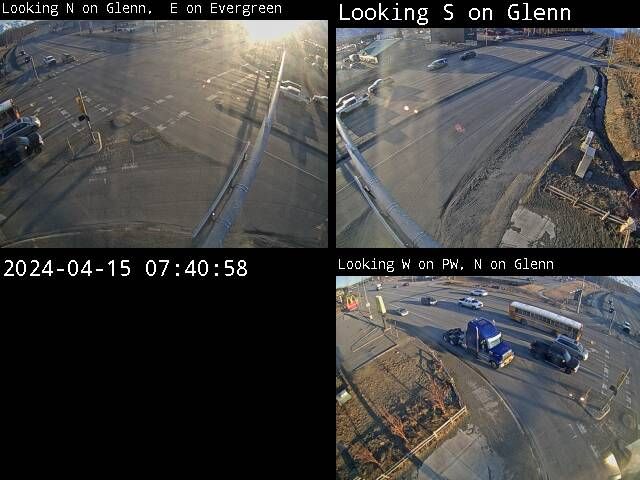 Looking N on Glenn,  E on Evergreen
Looking S on Glenn
2024-04-15 07:40:58
Looking W on PW, N on Glenn